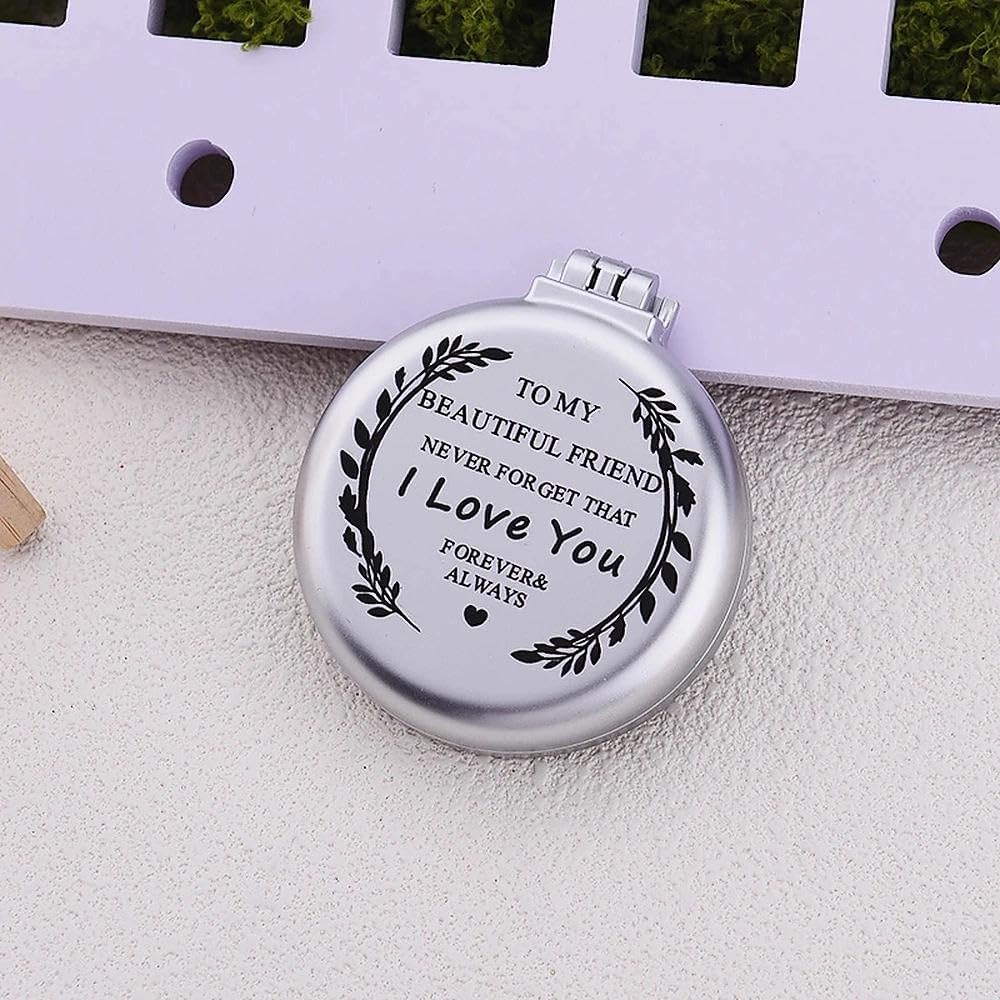 TO MY
BEAUTIFUL FRIEND
NEVER FORGET THAT
I Love You
FOREVER&
ALWAYS